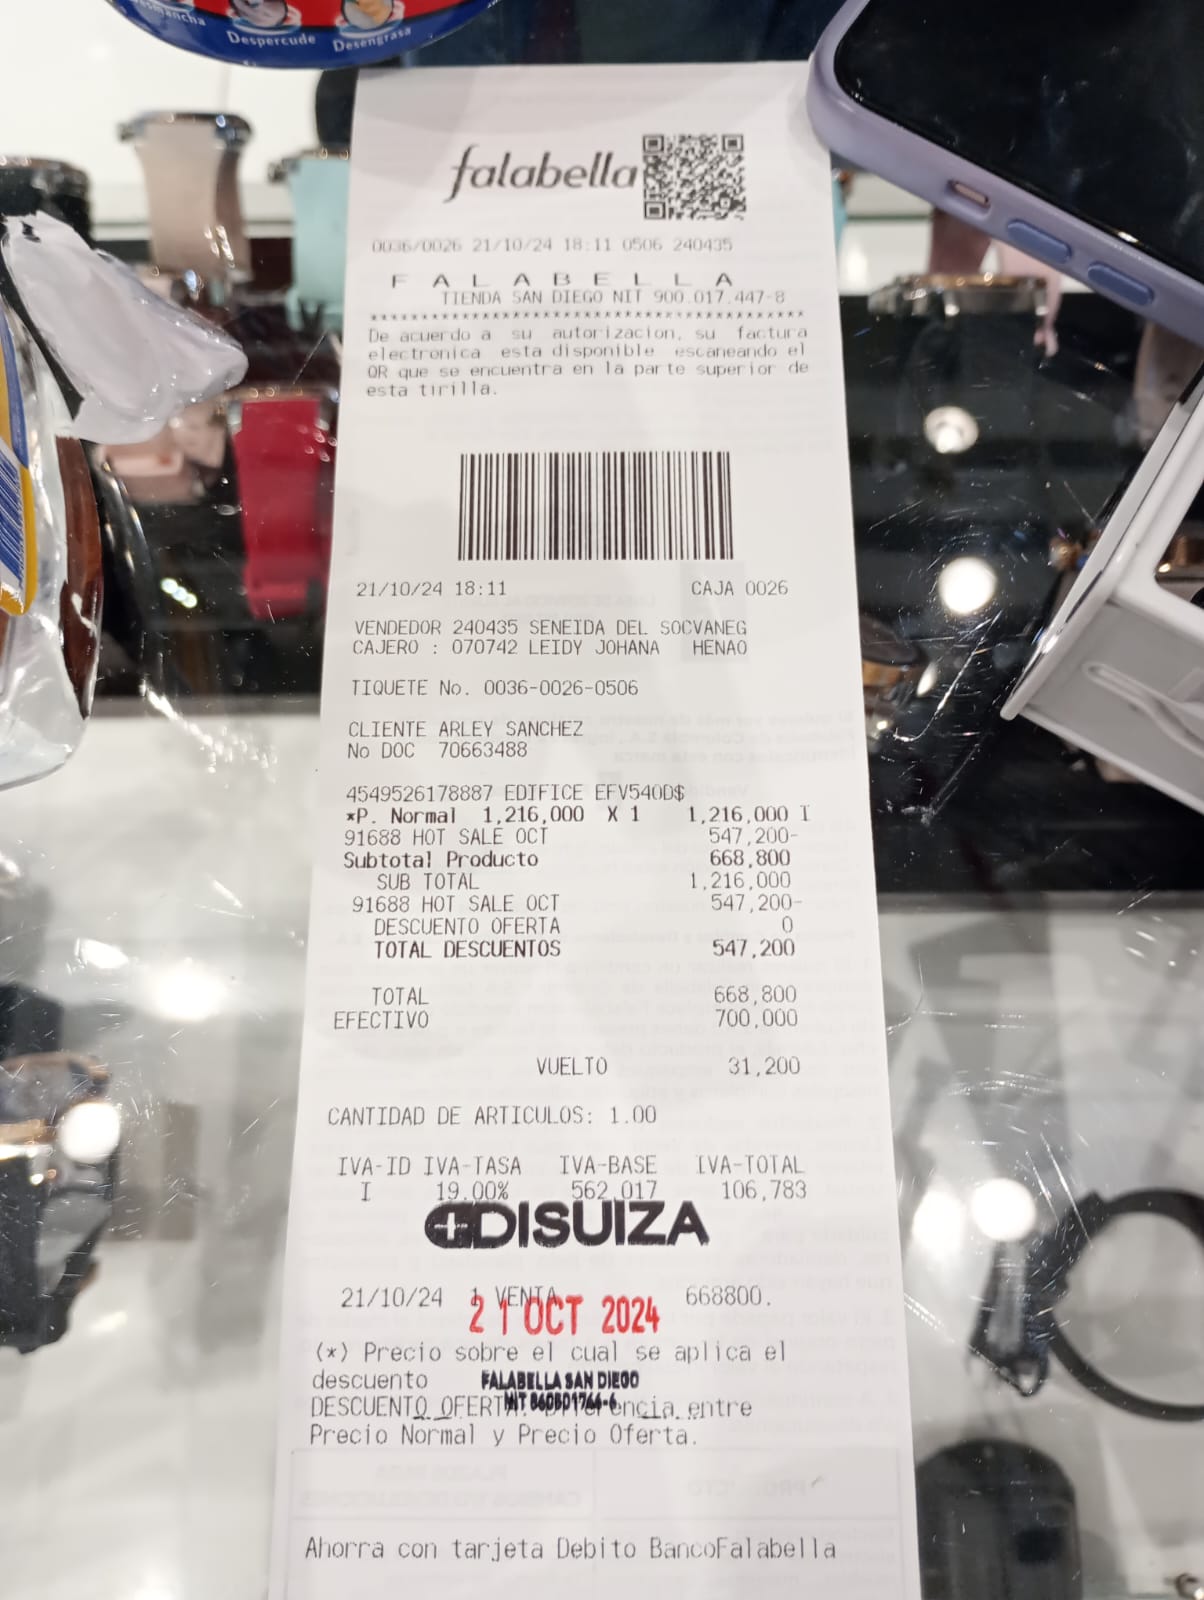 Desmancha
Despercude
Desengrasa
falabella
0036/0026 21/10/24 18:11 0506 240435
F A L A B E L L A
TIENDA SAN DIEGO NIT 900.017.447-8
****************************************************
De acuerdo a su autorizacion, su factura
electronica esta disponible escaneando el
QR que se encuentra en la parte superior de
esta tirilla.
21/10/24 18:11 CAJA 0026
VENDEDOR 240435 SENEIDA DEL SOCVANEG
CAJERO : 070742 LEIDY JOHANA HENAO
TIQUETE No. 0036-0026-0506
CLIENTE ARLEY SANCHEZ
No DOC 70663488
4549526178887 EDIFICE EFV540D$
*P. Normal 1,216,000 X 1 1,216,000 I
91688 HOT SALE OCT 547,200-
Subtotal Producto 668,800
SUB TOTAL 1,216,000
91688 HOT SALE OCT 547,200-
DESCUENTO OFERTA 0
TOTAL DESCUENTOS 547,200
TOTAL 668,800
EFECTIVO 700,000
VUELTO 31,200
CANTIDAD DE ARTICULOS: 1.00
IVA-ID IVA-TASA IVA-BASE IVA-TOTAL
I 19.00% 562,017 106,783
DISUIZA
21/10/24 1 VENTA 668800.
21 OCT 2024
(*) Precio sobre el cual se aplica el
descuento
FALABELLA SAN DIEGO
NIT
DESCUENTO OFERTA: Diferencia entre
Precio Normal y Precio Oferta.
Ahorra con tarjeta Debito BancoFalabella